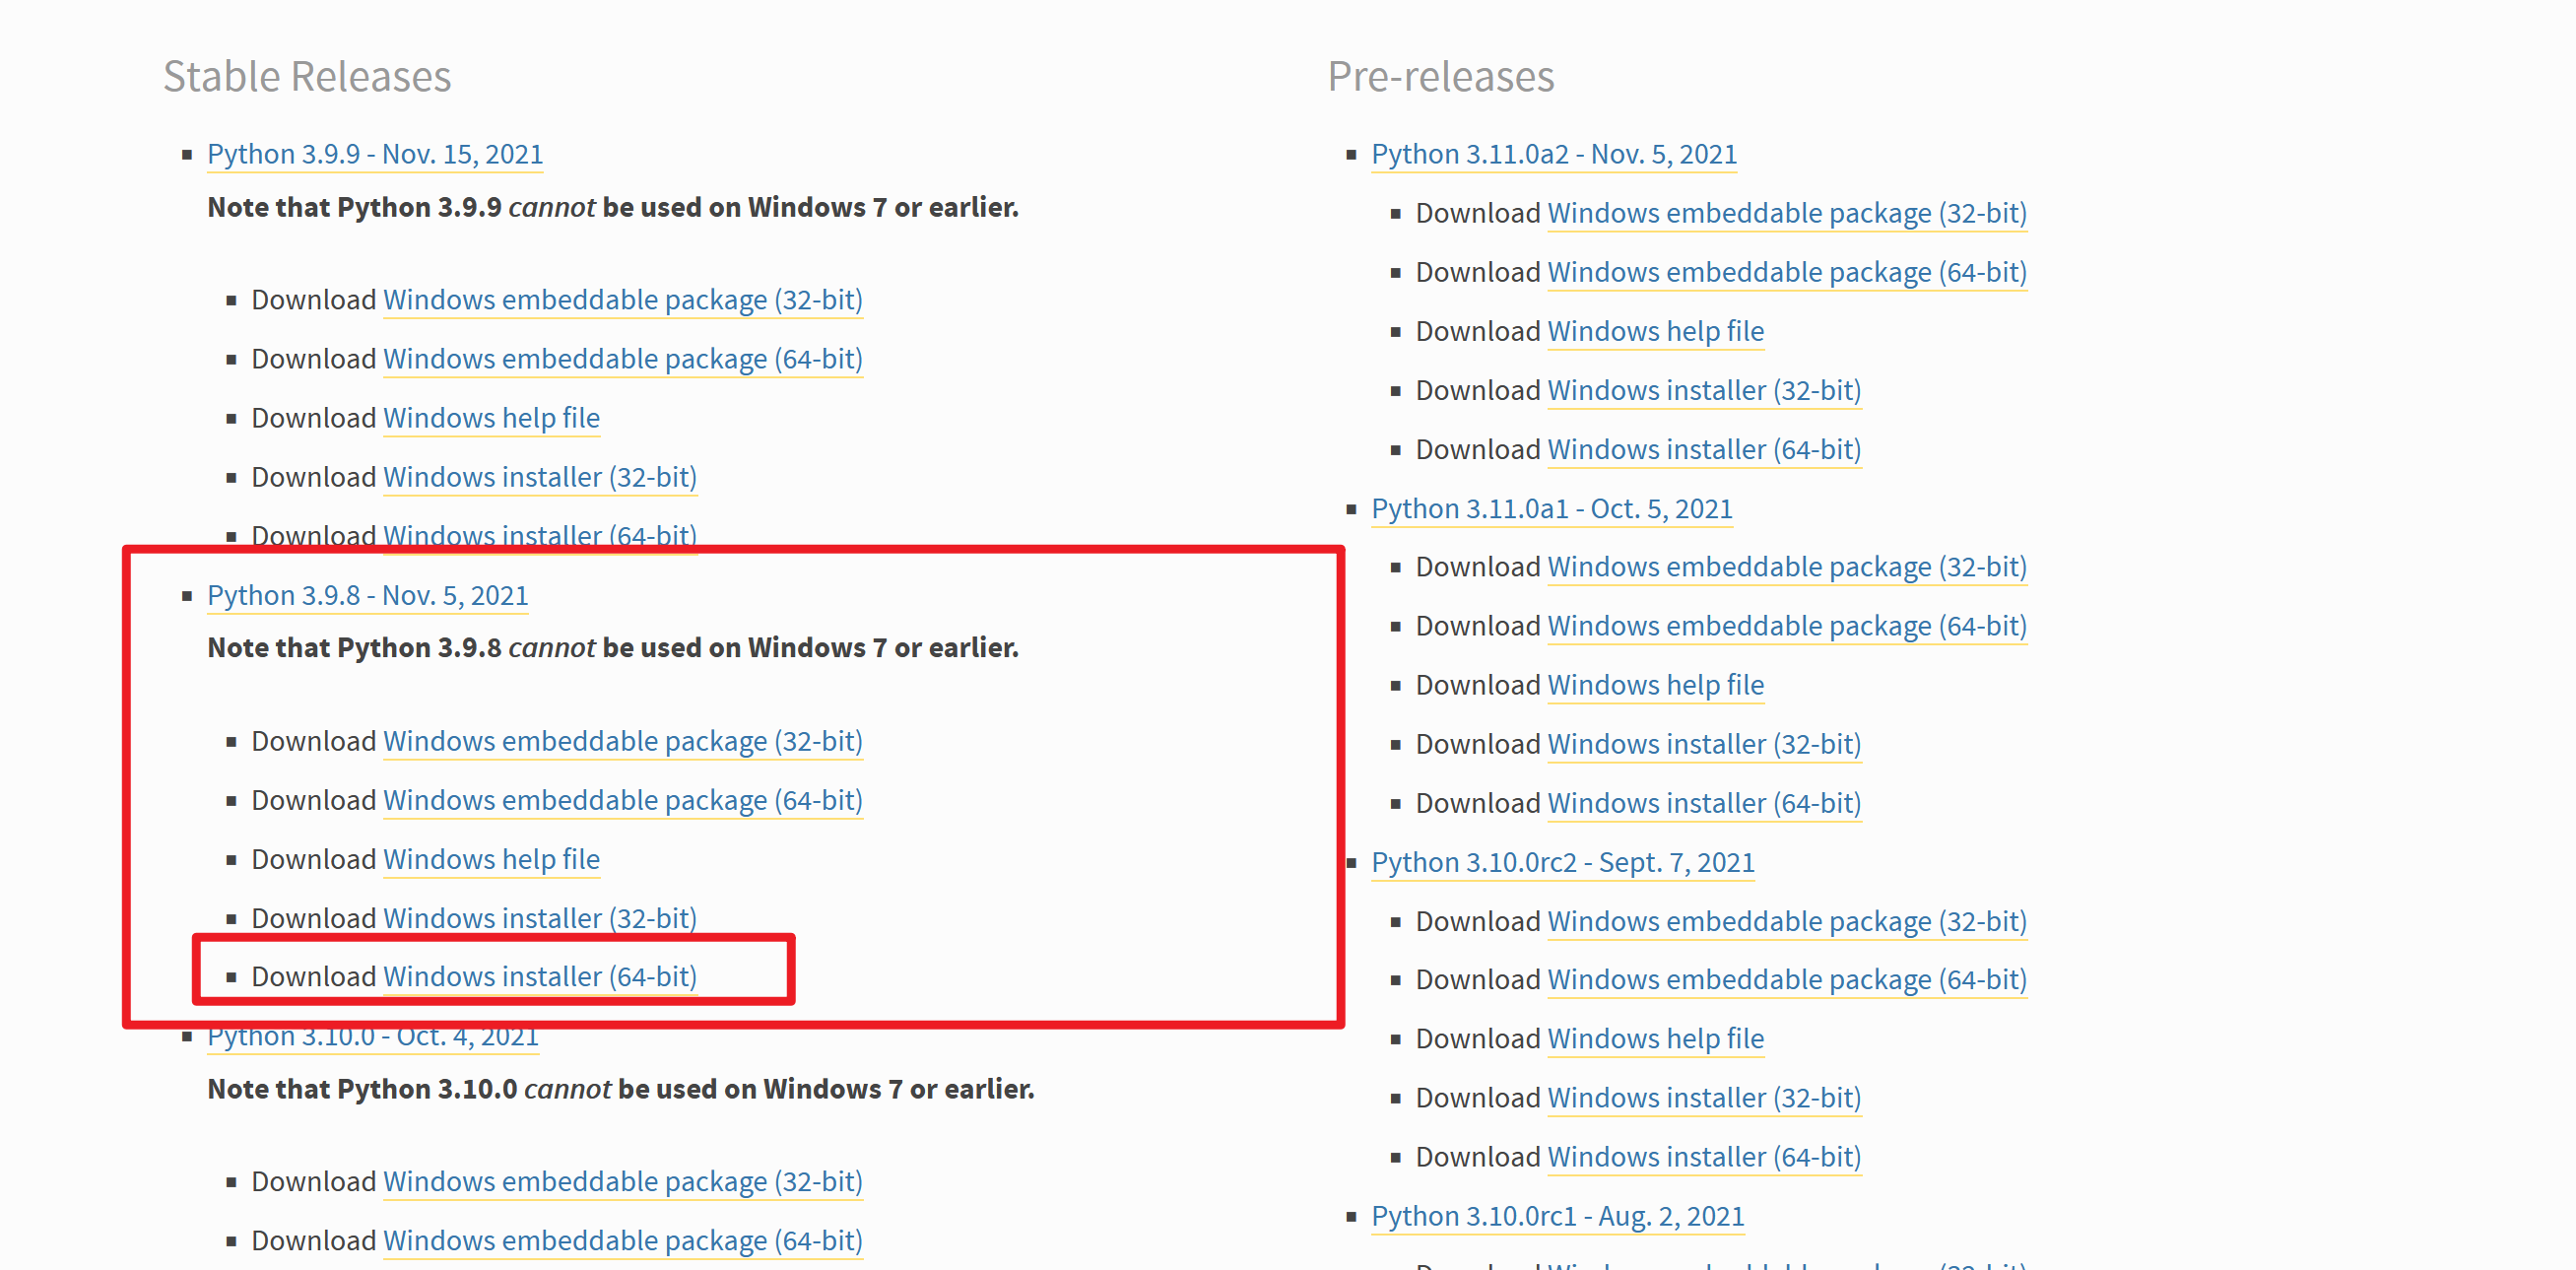 Stable Releases
Python 3.9.9 - Nov. 15, 2021
Note that Python 3.9.9 cannot be used on Windows 7 or earlier.
Download Windows embeddable package (32-bit)
Download Windows embeddable package (64-bit)
Download Windows help file
Download Windows installer (32-bit)
Download Windows installer (64-bit)
Python 3.9.8 - Nov. 5, 2021
Note that Python 3.9.8 cannot be used on Windows 7 or earlier.
Download Windows embeddable package (32-bit)
Download Windows embeddable package (64-bit)
Download Windows help file
Download Windows installer (32-bit)
Download Windows installer (64-bit)
Python 3.10.0 - Oct. 4, 2021
Note that Python 3.10.0 cannot be used on Windows 7 or earlier.
Download Windows embeddable package (32-bit)
Download Windows embeddable package (64-bit)
Pre-releases
Python 3.11.0a2 - Nov. 5, 2021
Download Windows embeddable package (32-bit)
Download Windows embeddable package (64-bit)
Download Windows help file
Download Windows installer (32-bit)
Download Windows installer (64-bit)
Python 3.11.0a1 - Oct. 5, 2021
Download Windows embeddable package (32-bit)
Download Windows embeddable package (64-bit)
Download Windows help file
Download Windows installer (32-bit)
Download Windows installer (64-bit)
Python 3.10.0rc2 - Sept. 7, 2021
Download Windows embeddable package (32-bit)
Download Windows embeddable package (64-bit)
Download Windows help file
Download Windows installer (32-bit)
Download Windows installer (64-bit)
Python 3.10.0rc1 - Aug. 2, 2021